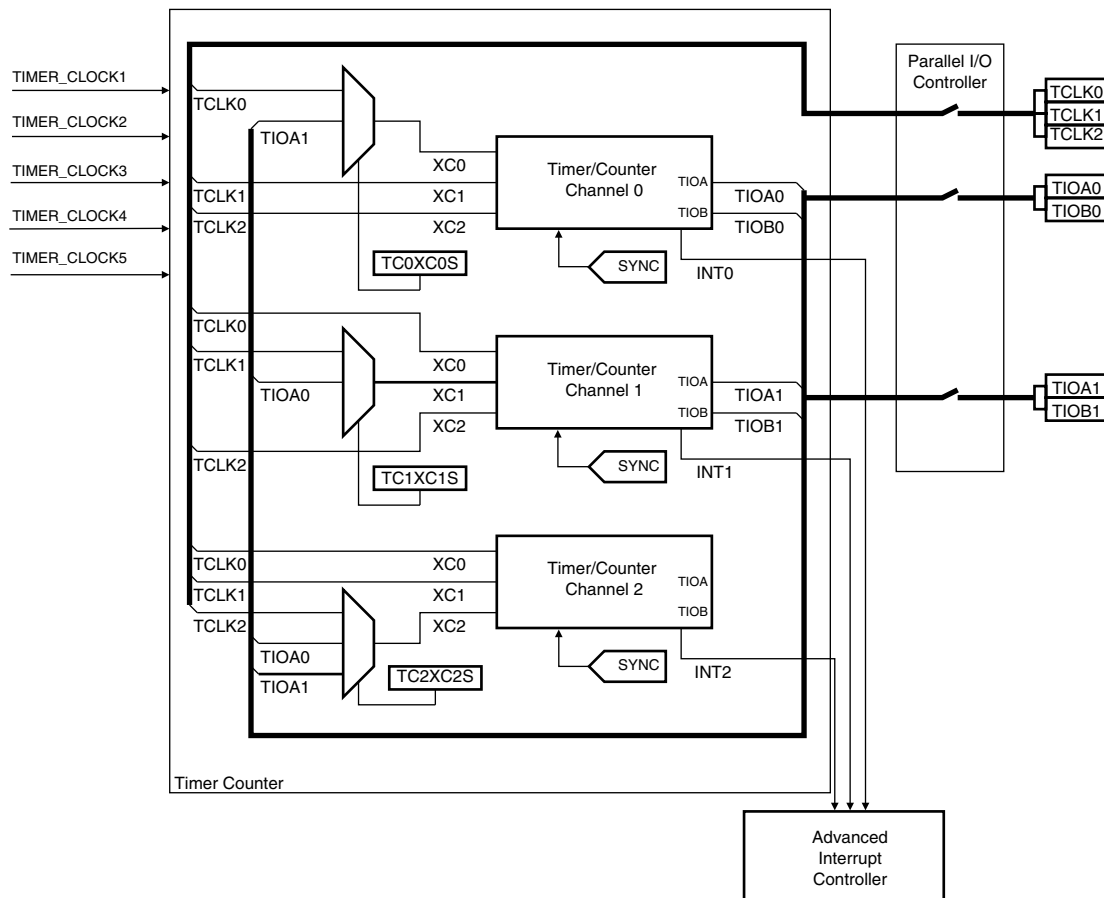 TIMER_CLOCK1
TIMER_CLOCK2
TIMER_CLOCK3
TIMER_CLOCK4
TIMER_CLOCK5
TCLK0
TIOA1
TCLK1
TCLK2
XC0
XC1
XC2
TC0XC0S
Timer/Counter
Channel 0
TIOA
TIOB
TIOA0
TIOB0
SYNC
INT0
TCLK0
TCLK1
TIOA0
TCLK2
XC0
XC1
XC2
TC1XC1S
Timer/Counter
Channel 1
TIOA
TIOB
TIOA1
TIOB1
SYNC
INT1
TCLK0
TCLK1
TCLK2
TIOA0
TIOA1
XC0
XC1
XC2
TC2XC2S
Timer/Counter
Channel 2
TIOA
TIOB
SYNC
INT2
Timer Counter
Parallel I/O
Controller
TCLK0
TCLK1
TCLK2
TIOA0
TIOB0
TIOA1
TIOB1
Advanced
Interrupt
Controller